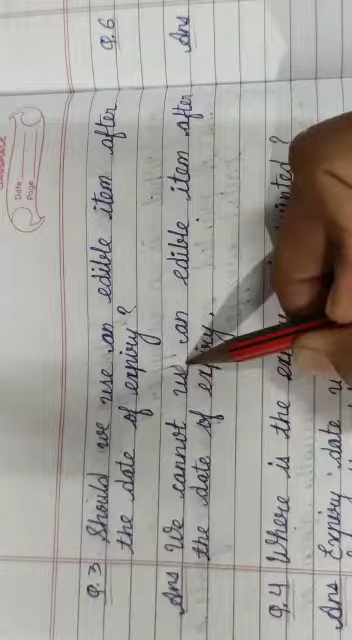 Date
Page
Q.3 Should we use an edible item after
the date of expiry?
Ans We cannot use an edible item after
the date of expiry.
Q.4 Where is the
Ans Expiry date
Q.6
Ans